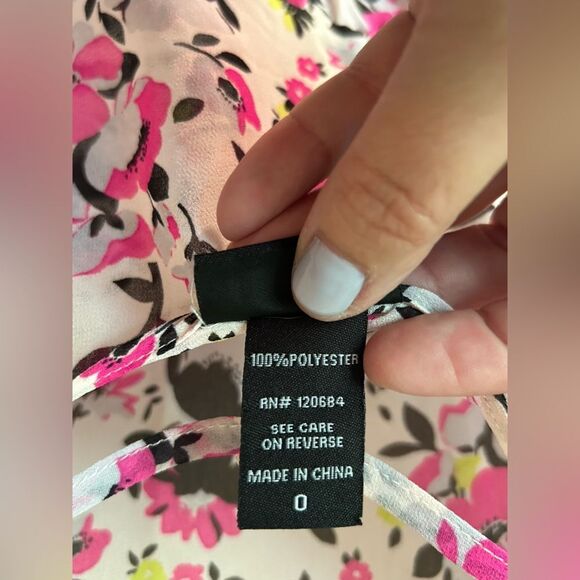 100%POLYESTER
RN# 120684
SEE CARE
ON REVERSE
MADE IN CHINA
0